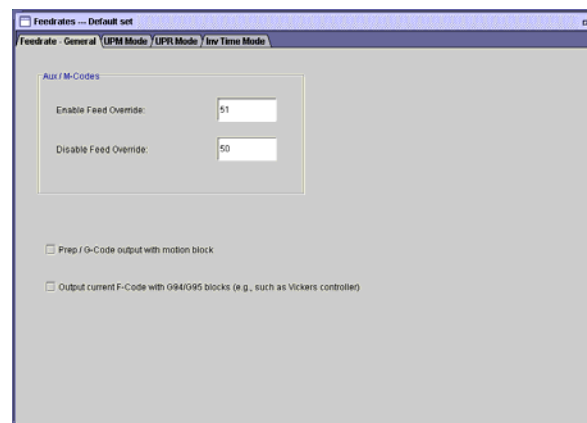 Feedrates --- Default set
Feedrate - General UPM Mode UPR Mode Inv Time Mode
Aux / M-Codes
Enable Feed Override: 51
Disable Feed Override: 50
Prep / G-Code output with motion block
Output current F-Code with G94/G95 blocks (e.g., such as Vickers controller)